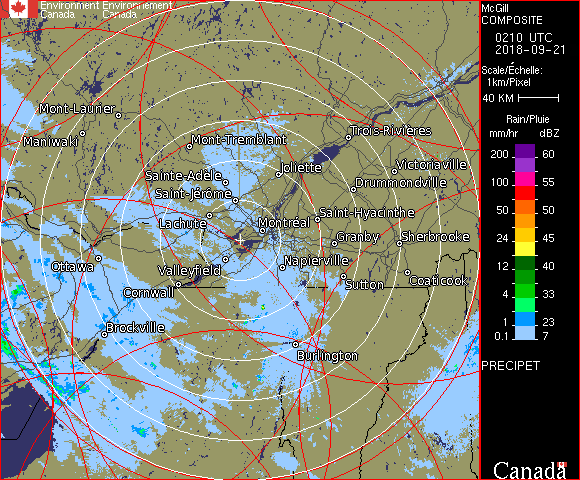 Environment Environnement
Canada Canada
Mont-Laurier
Maniwaki
Mont-Tremblant
Trois-Rivières
Sainte-Adèle
Joliette
Victoriaville
Saint-Jérôme
Drummondville
Lachute
Montréal
Saint-Hyacinthe
Granby
Sherbrooke
Ottawa
Valleyfield
Napierville
Cornwall
Sutton
Coaticook
Brockville
Burlington
McGill
COMPOSITE
0210 UTC
2018-09-21
Scale/Échelle:
1km/Pixel
40 KM
Rain/Pluie
mm/hr dBZ
200 60
100 55
50 50
24 45
12 40
4 33
1 23
0.1 7
PRECIPET
Canada